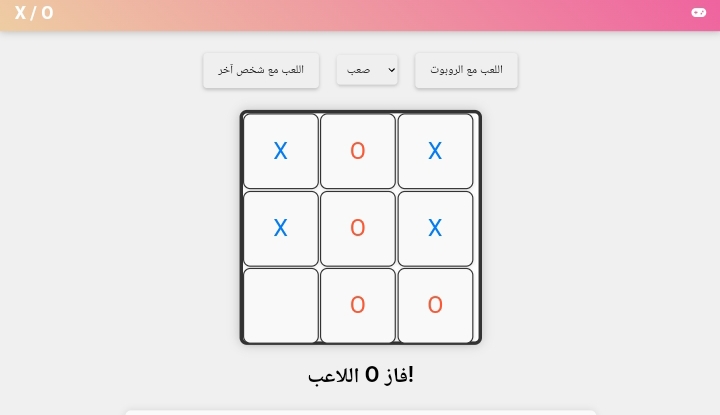 X / O
اللعب مع الروبوت
صعب
اللعب مع شخص آخر
X O X
X O X
O O
!فاز O اللاعب